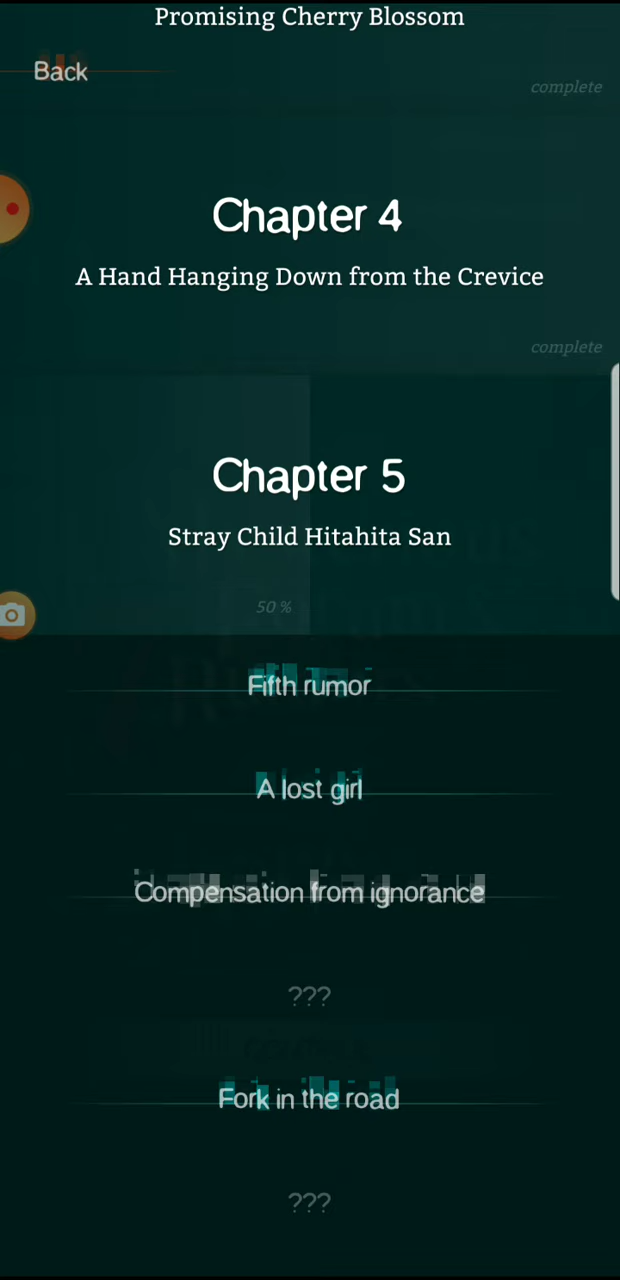 Promising Cherry Blossom
Back
complete
Chapter 4
A Hand Hanging Down from the Crevice
complete
Chapter 5
Stray Child Hitahita San
50 %
Fifth rumor
A lost girl
Compensation from ignorance
???
Fork in the road
???